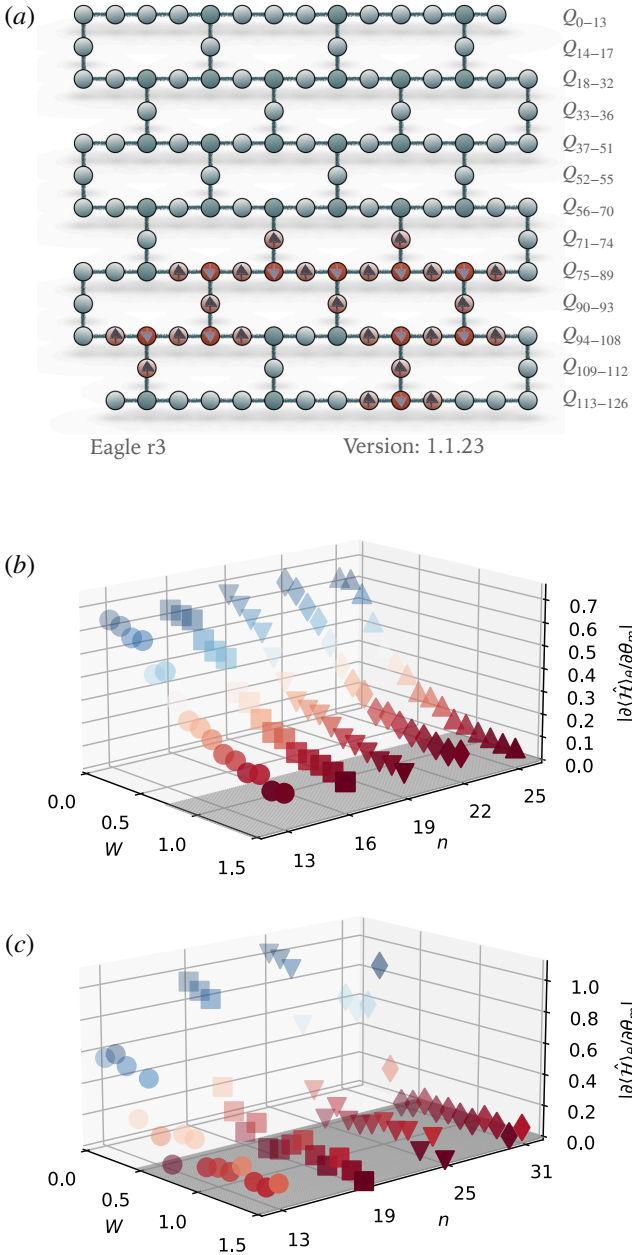 (a)
Q0–13
Q14–17
Q18–32
Q33–36
Q37–51
Q52–55
Q56–70
Q71–74
Q75–89
Q90–93
Q94–108
Q109–112
Q113–126
Eagle r3 Version: 1.1.23
(b)
0.7
0.6
0.5
0.4
0.3
0.2
0.1
0.0
|∂⟨Ĥ⟩θ/∂θm|
0.0 0.5 1.0 1.5
W
13 16 19 22 25
n
(c)
1.0
0.8
0.6
0.4
0.2
0.0
|∂⟨Ĥ⟩θ/∂θm|
0.0 0.5 1.0 1.5
W
13 19 25 31
n